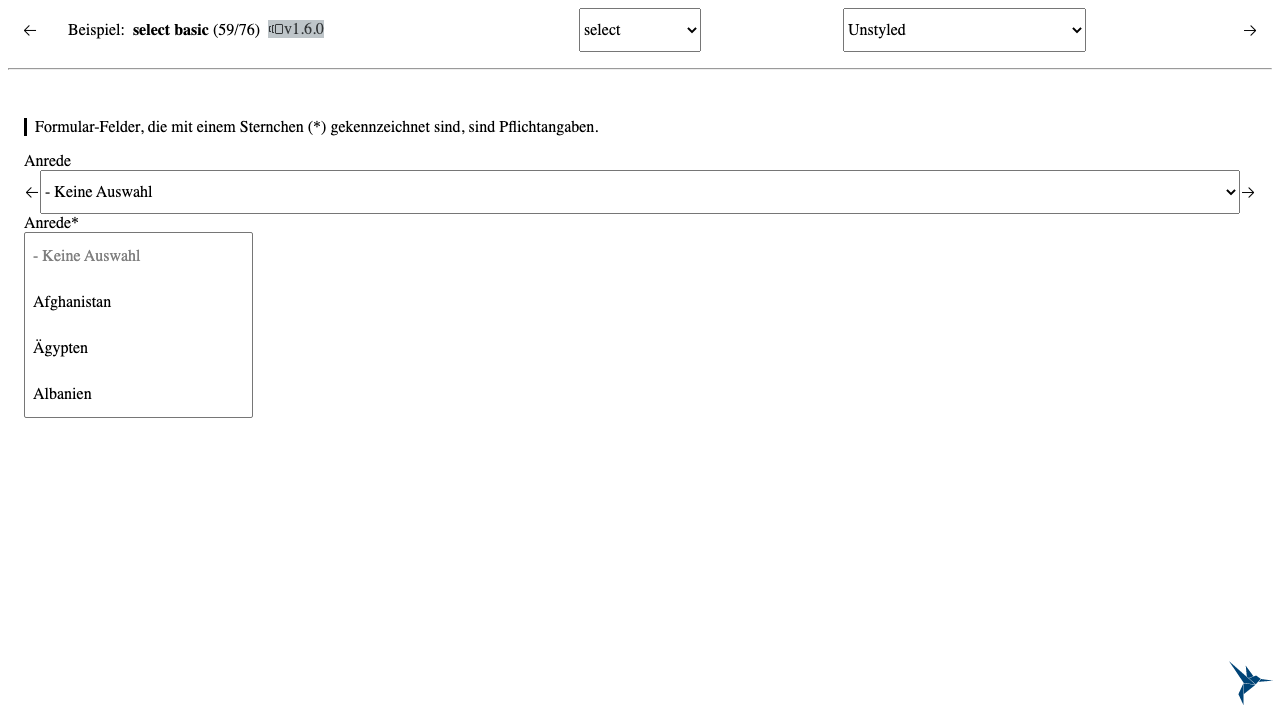 ← Beispiel: select basic (59/76) v1.6.0 select Unstyled →
Formular-Felder, die mit einem Sternchen (*) gekennzeichnet sind, sind Pflichtangaben.
Anrede
← - Keine Auswahl →
Anrede*
- Keine Auswahl
Afghanistan
Ägypten
Albanien